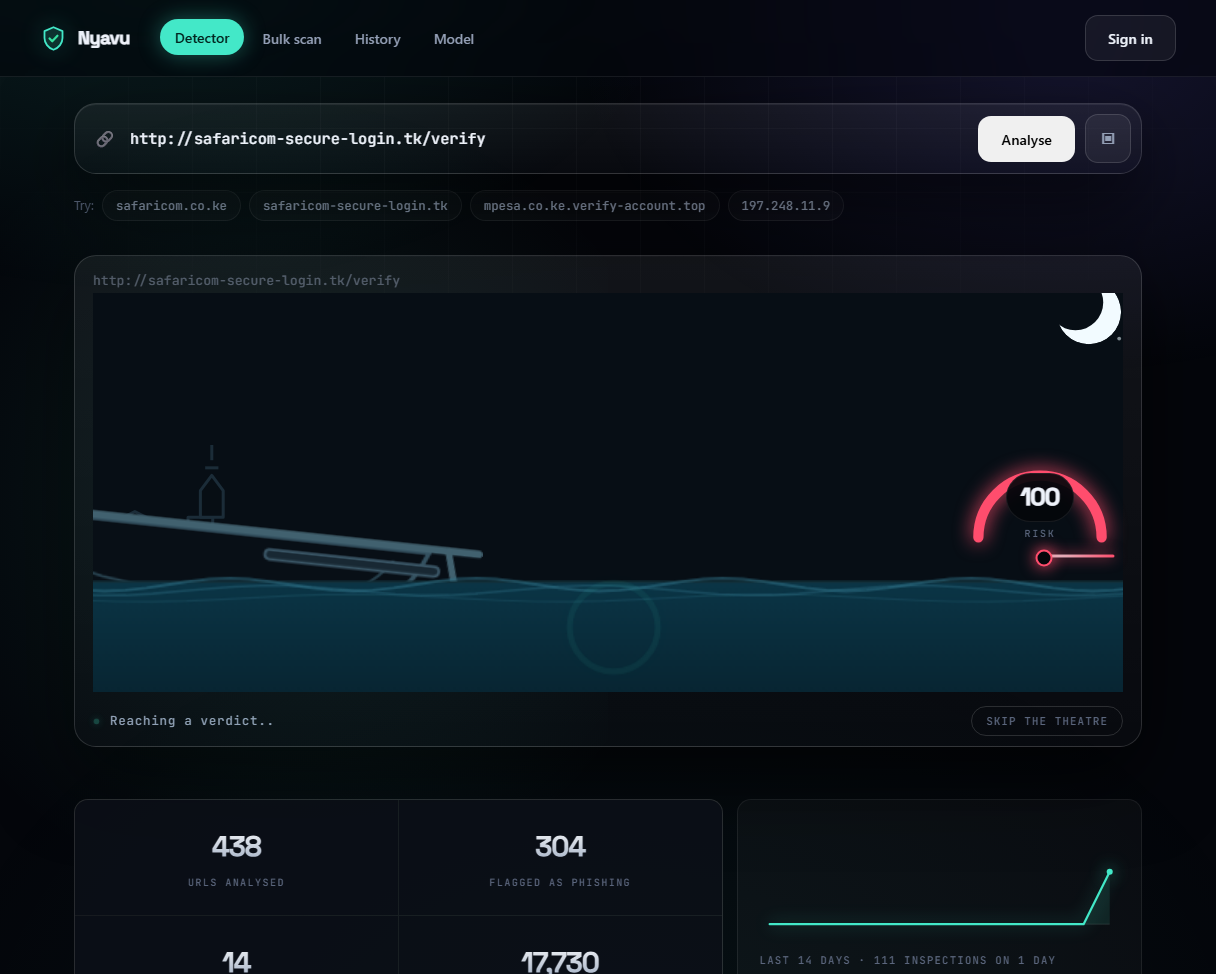 Nyavu
Detector
Bulk scan
History
Model
Sign in
http://safaricom-secure-login.tk/verify
Analyse
Try:
safaricom.co.ke
safaricom-secure-login.tk
mpesa.co.ke.verify-account.top
197.248.11.9
http://safaricom-secure-login.tk/verify
100
RISK
Reaching a verdict..
SKIP THE THEATRE
438
URLS ANALYSED
304
FLAGGED AS PHISHING
14
17,730
LAST 14 DAYS · 111 INSPECTIONS ON 1 DAY